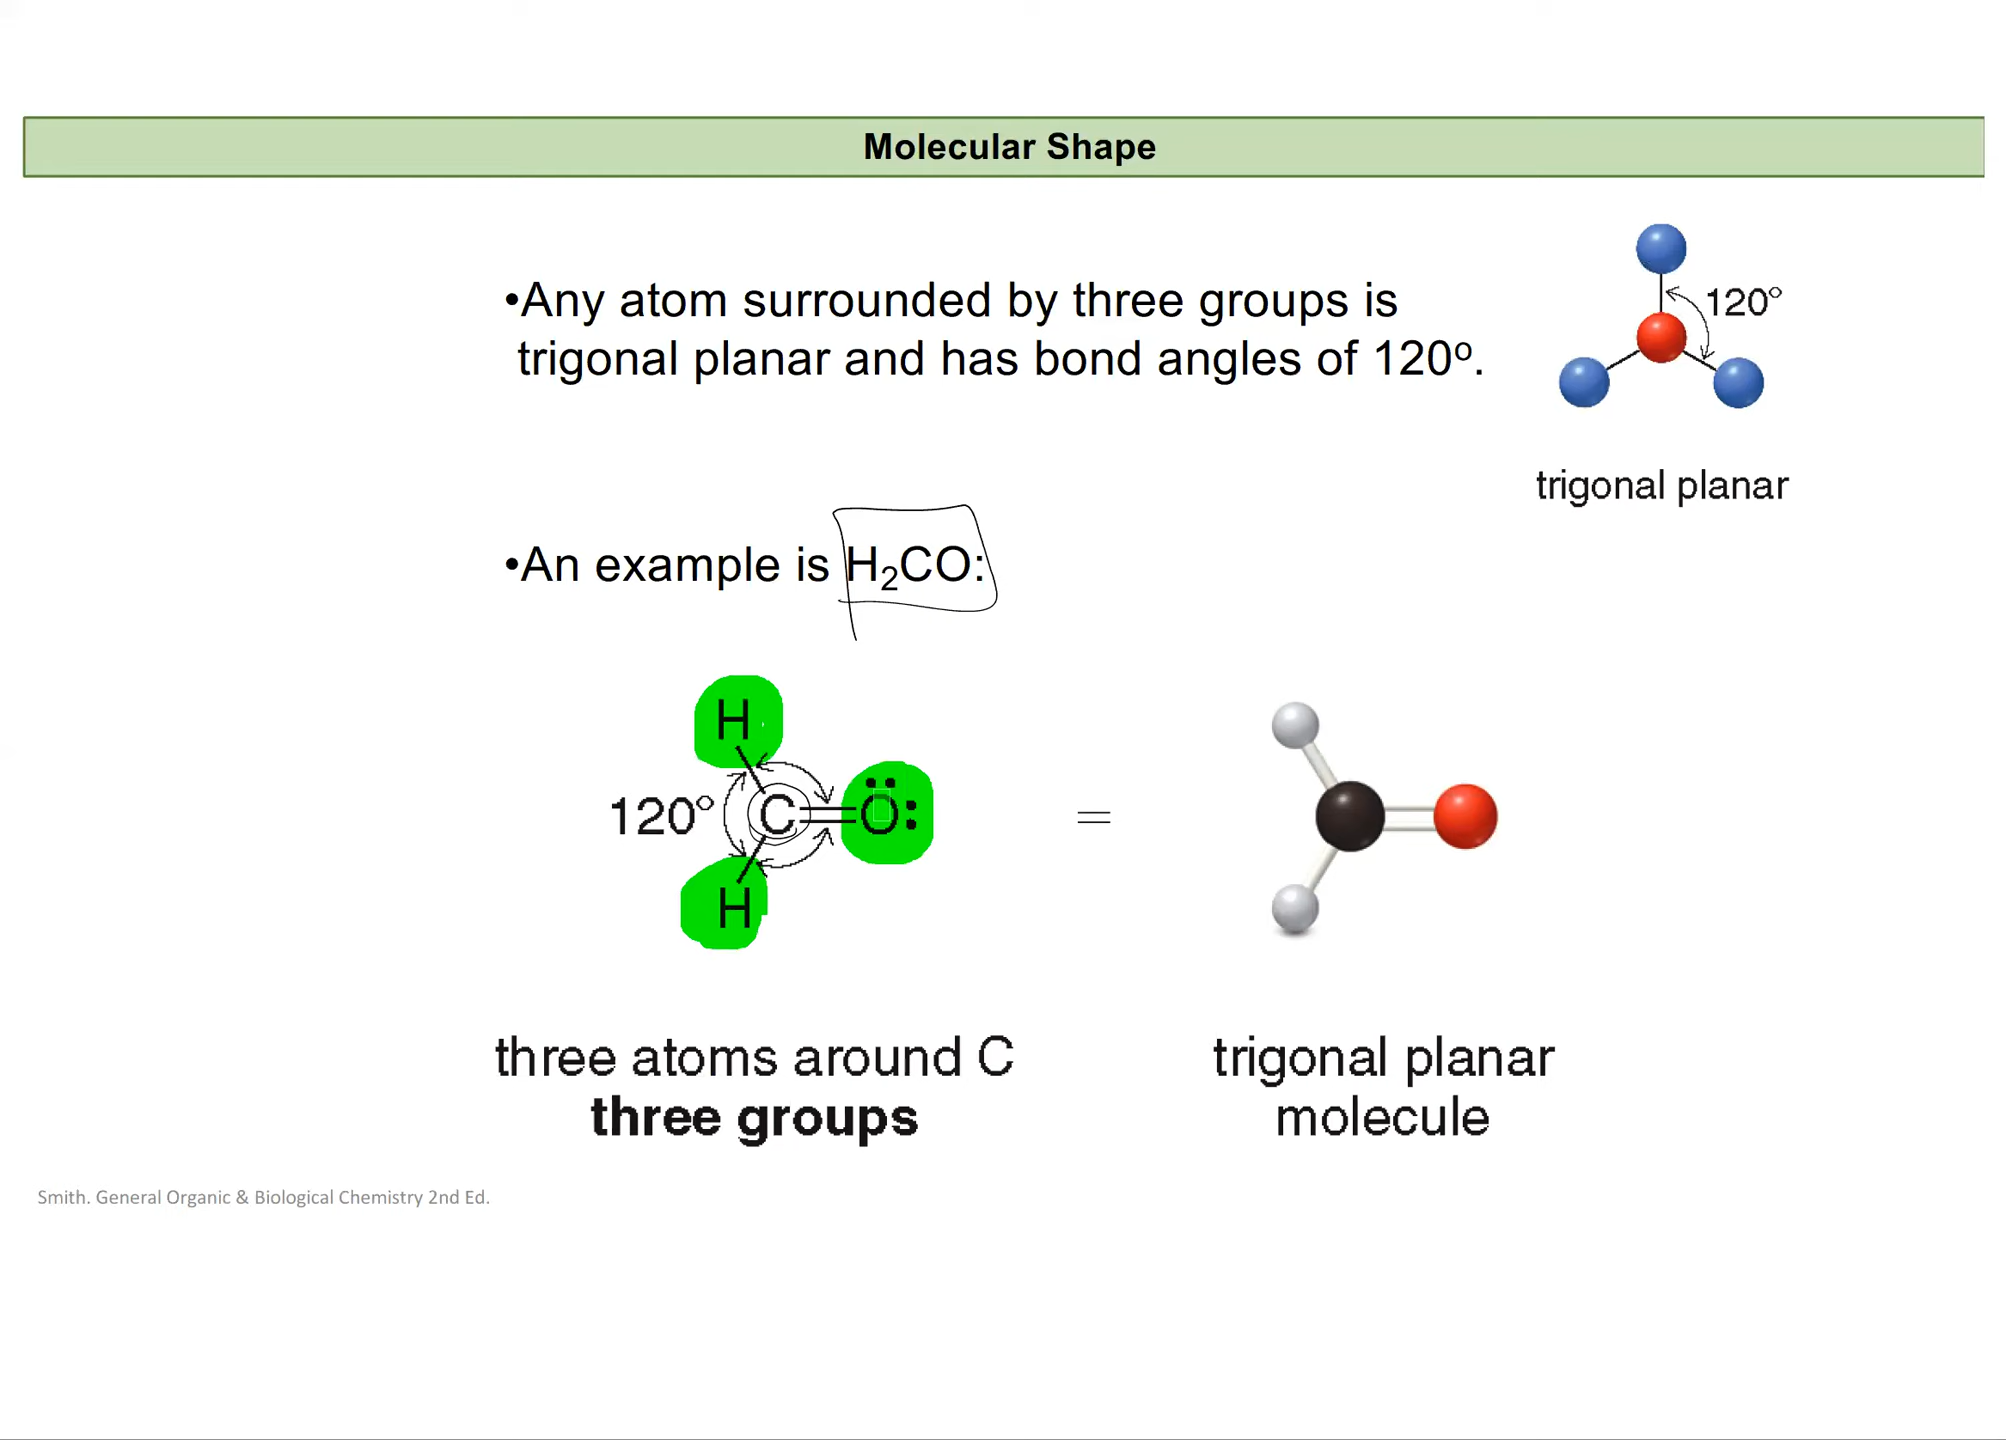 Molecular Shape
•Any atom surrounded by three groups is
trigonal planar and has bond angles of 120º.
120°
trigonal planar
•An example is H₂CO:
H
120°
C
O
H
=
three atoms around C
three groups
trigonal planar
molecule
Smith. General Organic & Biological Chemistry 2nd Ed.